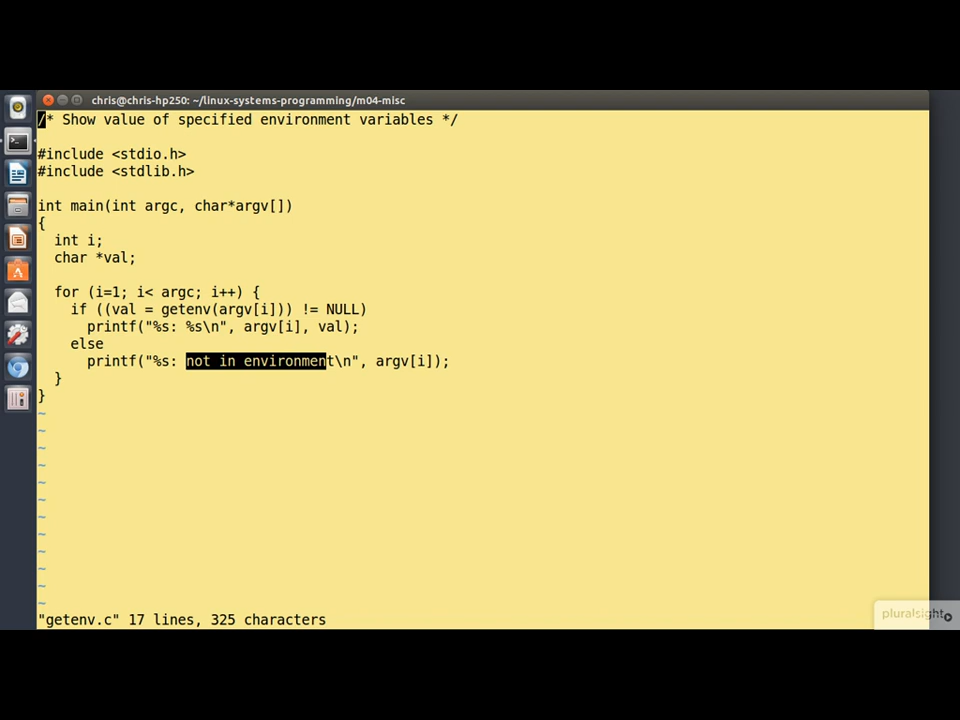 chris@chris-hp250: ~/linux-systems-programming/m04-misc
/* Show value of specified environment variables */
#include <stdio.h>
#include <stdlib.h>
int main(int argc, char*argv[])
{
  int i;
  char *val;
  for (i=1; i< argc; i++) {
    if ((val = getenv(argv[i])) != NULL)
      printf("%s: %s\n", argv[i], val);
    else
      printf("%s: not in environment\n", argv[i]);
  }
}
~
~
~
~
~
~
~
~
~
~
~
~
"getenv.c" 17 lines, 325 characters
pluralsight